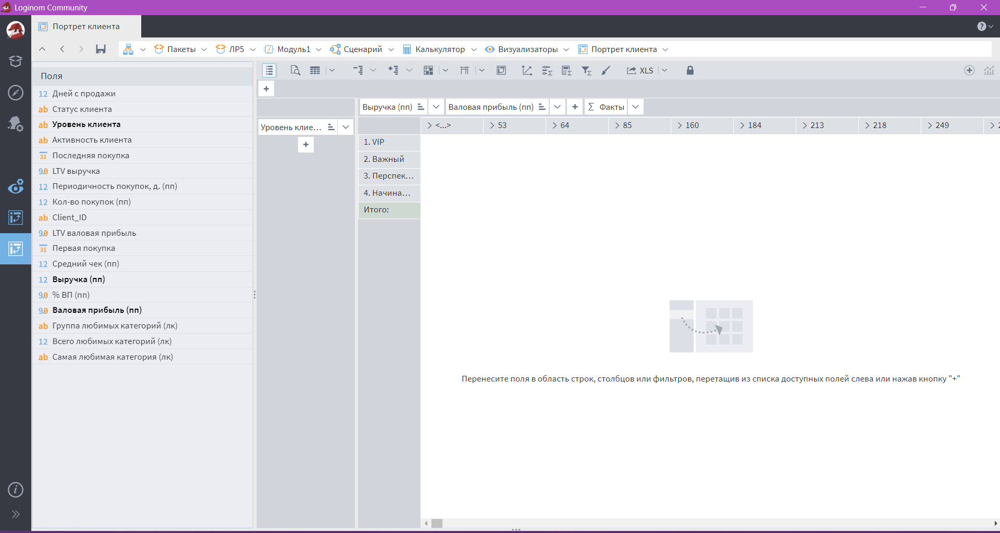 Loginom Community
Портрет клиента
Пакеты ЛР5 Модуль1 Сценарий Калькулятор Визуализаторы Портрет клиента
XLS
Поля
12 Дней с продажи
ab Статус клиента
ab Уровень клиента
ab Активность клиента
31 Последняя покупка
9.0 LTV выручка
12 Периодичность покупок, д. (пп)
12 Кол-во покупок (пп)
ab Client_ID
9.0 LTV валовая прибыль
31 Первая покупка
12 Средний чек (пп)
12 Выручка (пп)
9.0 % ВП (пп)
9.0 Валовая прибыль (пп)
ab Группа любимых категорий (лк)
12 Всего любимых категорий (лк)
ab Самая любимая категория (лк)
+
Выручка (пп) Валовая прибыль (пп) + Σ Факты
Уровень клие...
+
<...> 53 64 85 160 184 213 218 249 2
1. VIP
2. Важный
3. Перспек...
4. Начина...
Итого:
Перенесите поля в область строк, столбцов или фильтров, перетащив из списка доступных полей слева или нажав кнопку "+"